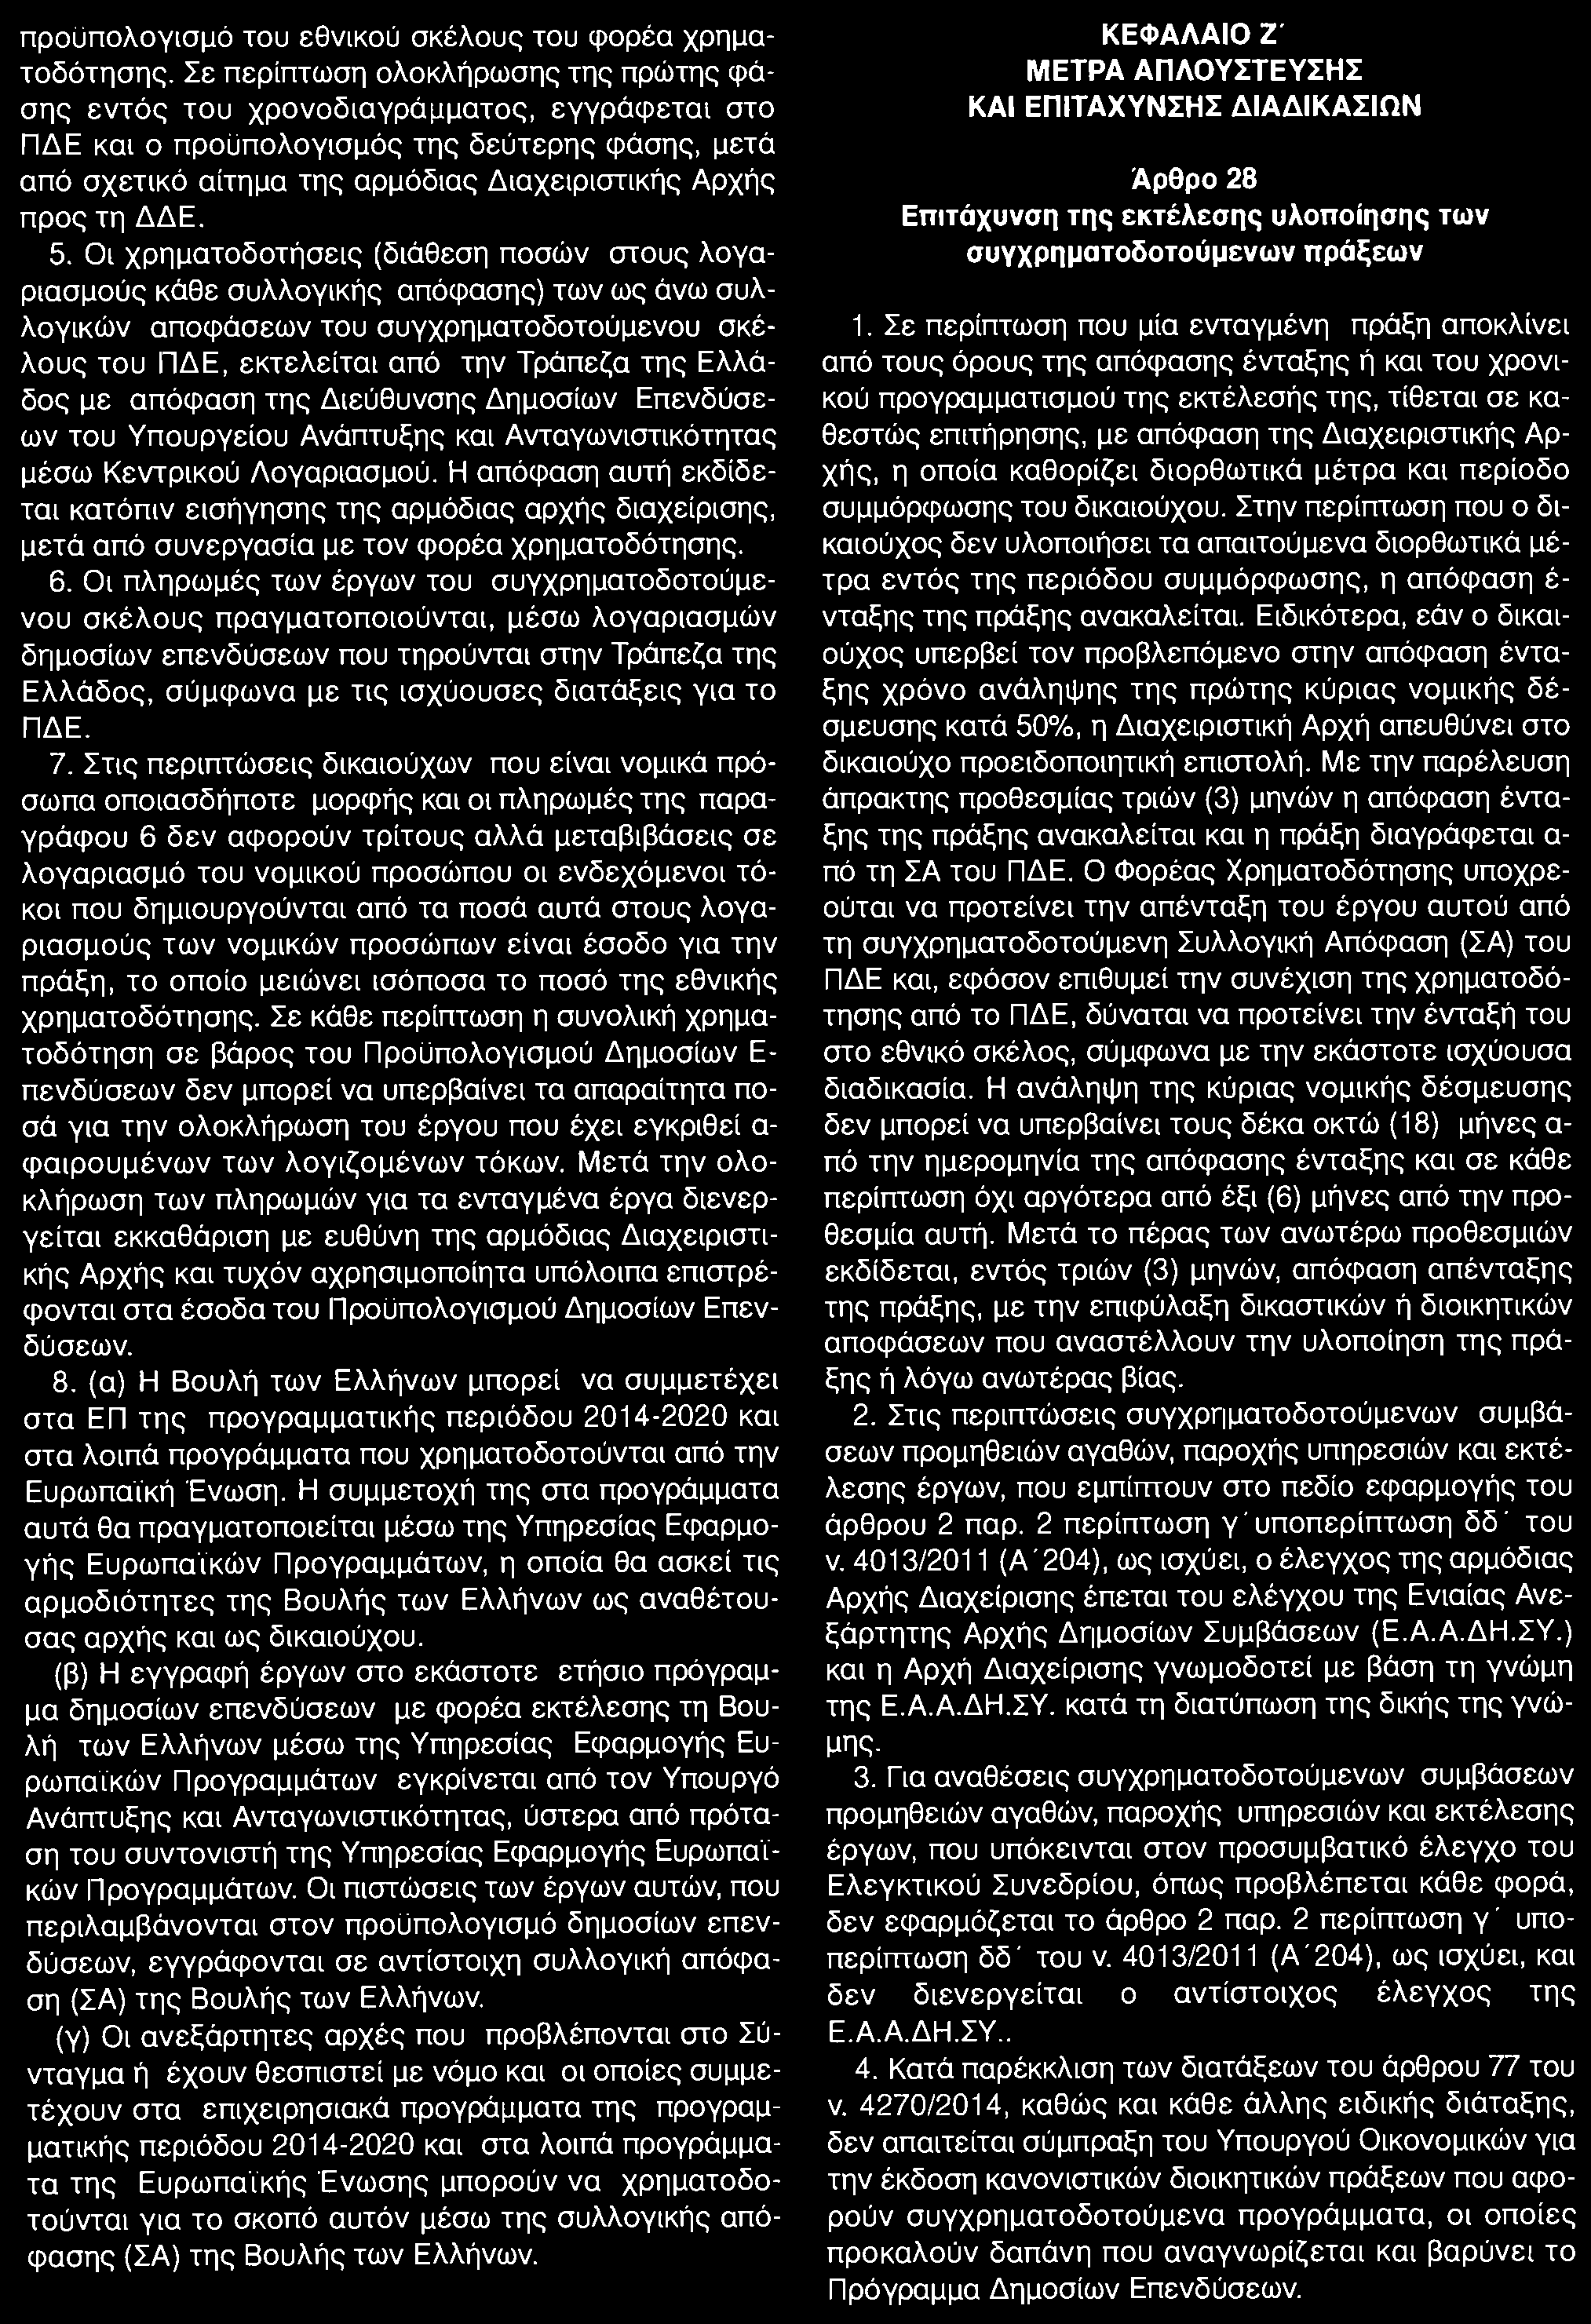 προϋπολογισμό του εθνικού σκέλους του φορέα χρημα-
τοδότησης. Σε περίπτωση ολοκλήρωσης της πρώτης φά-
σης εντός του χρονοδιαγράμματος, εγγράφεται στο
ΠΔΕ και ο προϋπολογισμός της δεύτερης φάσης, μετά
από σχετικό αίτημα της αρμόδιας Διαχειριστικής Αρχής
προς τη ΔΔΕ.
5. Οι χρηματοδοτήσεις (διάθεση ποσών στους λογα-
ριασμούς κάθε συλλογικής απόφασης) των ως άνω συλ-
λογικών αποφάσεων του συγχρηματοδοτούμενου σκέ-
λους του ΠΔΕ, εκτελείται από την Τράπεζα της Ελλά-
δος με απόφαση της Διεύθυνσης Δημοσίων Επενδύσε-
ων του Υπουργείου Ανάπτυξης και Ανταγωνιστικότητας
μέσω Κεντρικού Λογαριασμού. Η απόφαση αυτή εκδίδε-
ται κατόπιν εισήγησης της αρμόδιας αρχής διαχείρισης,
μετά από συνεργασία με τον φορέα χρηματοδότησης.
6. Οι πληρωμές των έργων του συγχρηματοδοτούμε-
νου σκέλους πραγματοποιούνται, μέσω λογαριασμών
δημοσίων επενδύσεων που τηρούνται στην Τράπεζα της
Ελλάδος, σύμφωνα με τις ισχύουσες διατάξεις για το
ΠΔΕ.
7. Στις περιπτώσεις δικαιούχων που είναι νομικά πρό-
σωπα οποιασδήποτε μορφής και οι πληρωμές της παρα-
γράφου 6 δεν αφορούν τρίτους αλλά μεταβιβάσεις σε
λογαριασμό του νομικού προσώπου οι ενδεχόμενοι τό-
κοι που δημιουργούνται από τα ποσά αυτά στους λογα-
ριασμούς των νομικών προσώπων είναι έσοδο για την
πράξη, το οποίο μειώνει ισόποσα το ποσό της εθνικής
χρηματοδότησης. Σε κάθε περίπτωση η συνολική χρημα-
τοδότηση σε βάρος του Προϋπολογισμού Δημοσίων Ε-
πενδύσεων δεν μπορεί να υπερβαίνει τα απαραίτητα πο-
σά για την ολοκλήρωση του έργου που έχει εγκριθεί α-
φαιρουμένων των λογιζομένων τόκων. Μετά την ολο-
κλήρωση των πληρωμών για τα ενταγμένα έργα διενερ-
γείται εκκαθάριση με ευθύνη της αρμόδιας Διαχειριστι-
κής Αρχής και τυχόν αχρησιμοποίητα υπόλοιπα επιστρέ-
φονται στα έσοδα του Προϋπολογισμού Δημοσίων Επεν-
δύσεων.
8. (α) Η Βουλή των Ελλήνων μπορεί να συμμετέχει
στα ΕΠ της προγραμματικής περιόδου 2014-2020 και
στα λοιπά προγράμματα που χρηματοδοτούνται από την
Ευρωπαϊκή Ένωση. Η συμμετοχή της στα προγράμματα
αυτά θα πραγματοποιείται μέσω της Υπηρεσίας Εφαρμο-
γής Ευρωπαϊκών Προγραμμάτων, η οποία θα ασκεί τις
αρμοδιότητες της Βουλής των Ελλήνων ως αναθέτου-
σας αρχής και ως δικαιούχου.
(β) Η εγγραφή έργων στο εκάστοτε ετήσιο πρόγραμ-
μα δημοσίων επενδύσεων με φορέα εκτέλεσης τη Βου-
λή των Ελλήνων μέσω της Υπηρεσίας Εφαρμογής Ευ-
ρωπαϊκών Προγραμμάτων εγκρίνεται από τον Υπουργό
Ανάπτυξης και Ανταγωνιστικότητας, ύστερα από πρότα-
ση του συντονιστή της Υπηρεσίας Εφαρμογής Ευρωπαϊ-
κών Προγραμμάτων. Οι πιστώσεις των έργων αυτών, που
περιλαμβάνονται στον προϋπολογισμό δημοσίων επεν-
δύσεων, εγγράφονται σε αντίστοιχη συλλογική απόφα-
ση (ΣΑ) της Βουλής των Ελλήνων.
(γ) Οι ανεξάρτητες αρχές που προβλέπονται στο Σύ-
νταγμα ή έχουν θεσπιστεί με νόμο και οι οποίες συμμε-
τέχουν στα επιχειρησιακά προγράμματα της προγραμ-
ματικής περιόδου 2014-2020 και στα λοιπά προγράμμα-
τα της Ευρωπαϊκής Ένωσης μπορούν να χρηματοδο-
τούνται για το σκοπό αυτόν μέσω της συλλογικής από-
φασης (ΣΑ) της Βουλής των Ελλήνων.
ΚΕΦΑΛΑΙΟ Ζ΄
ΜΕΤΡΑ ΑΠΛΟΥΣΤΕΥΣΗΣ
ΚΑΙ ΕΠΙΤΑΧΥΝΣΗΣ ΔΙΑΔΙΚΑΣΙΩΝ
Άρθρο 28
Επιτάχυνση της εκτέλεσης υλοποίησης των
συγχρηματοδοτούμενων πράξεων
1. Σε περίπτωση που μία ενταγμένη πράξη αποκλίνει
από τους όρους της απόφασης ένταξης ή και του χρονι-
κού προγραμματισμού της εκτέλεσής της, τίθεται σε κα-
θεστώς επιτήρησης, με απόφαση της Διαχειριστικής Αρ-
χής, η οποία καθορίζει διορθωτικά μέτρα και περίοδο
συμμόρφωσης του δικαιούχου. Στην περίπτωση που ο δι-
καιούχος δεν υλοποιήσει τα απαιτούμενα διορθωτικά μέ-
τρα εντός της περιόδου συμμόρφωσης, η απόφαση έ-
νταξης της πράξης ανακαλείται. Ειδικότερα, εάν ο δικαι-
ούχος υπερβεί τον προβλεπόμενο στην απόφαση έντα-
ξης χρόνο ανάληψης της πρώτης κύριας νομικής δέ-
σμευσης κατά 50%, η Διαχειριστική Αρχή απευθύνει στο
δικαιούχο προειδοποιητική επιστολή. Με την παρέλευση
άπρακτης προθεσμίας τριών (3) μηνών η απόφαση έντα-
ξης της πράξης ανακαλείται και η πράξη διαγράφεται α-
πό τη ΣΑ του ΠΔΕ. Ο Φορέας Χρηματοδότησης υποχρε-
ούται να προτείνει την απένταξη του έργου αυτού από
τη συγχρηματοδοτούμενη Συλλογική Απόφαση (ΣΑ) του
ΠΔΕ και, εφόσον επιθυμεί την συνέχιση της χρηματοδό-
τησης από το ΠΔΕ, δύναται να προτείνει την ένταξή του
στο εθνικό σκέλος, σύμφωνα με την εκάστοτε ισχύουσα
διαδικασία. Η ανάληψη της κύριας νομικής δέσμευσης
δεν μπορεί να υπερβαίνει τους δέκα οκτώ (18) μήνες α-
πό την ημερομηνία της απόφασης ένταξης και σε κάθε
περίπτωση όχι αργότερα από έξι (6) μήνες από την προ-
θεσμία αυτή. Μετά το πέρας των ανωτέρω προθεσμιών
εκδίδεται, εντός τριών (3) μηνών, απόφαση απένταξης
της πράξης, με την επιφύλαξη δικαστικών ή διοικητικών
αποφάσεων που αναστέλλουν την υλοποίηση της πρά-
ξης ή λόγω ανωτέρας βίας.
2. Στις περιπτώσεις συγχρηματοδοτούμενων συμβά-
σεων προμηθειών αγαθών, παροχής υπηρεσιών και εκτέ-
λεσης έργων, που εμπίπτουν στο πεδίο εφαρμογής του
άρθρου 2 παρ. 2 περίπτωση γ΄υποπερίπτωση δδ΄ του
ν. 4013/2011 (Α΄204), ως ισχύει, ο έλεγχος της αρμόδιας
Αρχής Διαχείρισης έπεται του ελέγχου της Ενιαίας Ανε-
ξάρτητης Αρχής Δημοσίων Συμβάσεων (Ε.Α.Α.ΔΗ.ΣΥ.)
και η Αρχή Διαχείρισης γνωμοδοτεί με βάση τη γνώμη
της Ε.Α.Α.ΔΗ.ΣΥ. κατά τη διατύπωση της δικής της γνώ-
μης.
3. Για αναθέσεις συγχρηματοδοτούμενων συμβάσεων
προμηθειών αγαθών, παροχής υπηρεσιών και εκτέλεσης
έργων, που υπόκεινται στον προσυμβατικό έλεγχο του
Ελεγκτικού Συνεδρίου, όπως προβλέπεται κάθε φορά,
δεν εφαρμόζεται το άρθρο 2 παρ. 2 περίπτωση γ΄ υπο-
περίπτωση δδ΄ του ν. 4013/2011 (Α΄204), ως ισχύει, και
δεν διενεργείται ο αντίστοιχος έλεγχος της
Ε.Α.Α.ΔΗ.ΣΥ..
4. Κατά παρέκκλιση των διατάξεων του άρθρου 77 του
ν. 4270/2014, καθώς και κάθε άλλης ειδικής διάταξης,
δεν απαιτείται σύμπραξη του Υπουργού Οικονομικών για
την έκδοση κανονιστικών διοικητικών πράξεων που αφο-
ρούν συγχρηματοδοτούμενα προγράμματα, οι οποίες
προκαλούν δαπάνη που αναγνωρίζεται και βαρύνει το
Πρόγραμμα Δημοσίων Επενδύσεων.